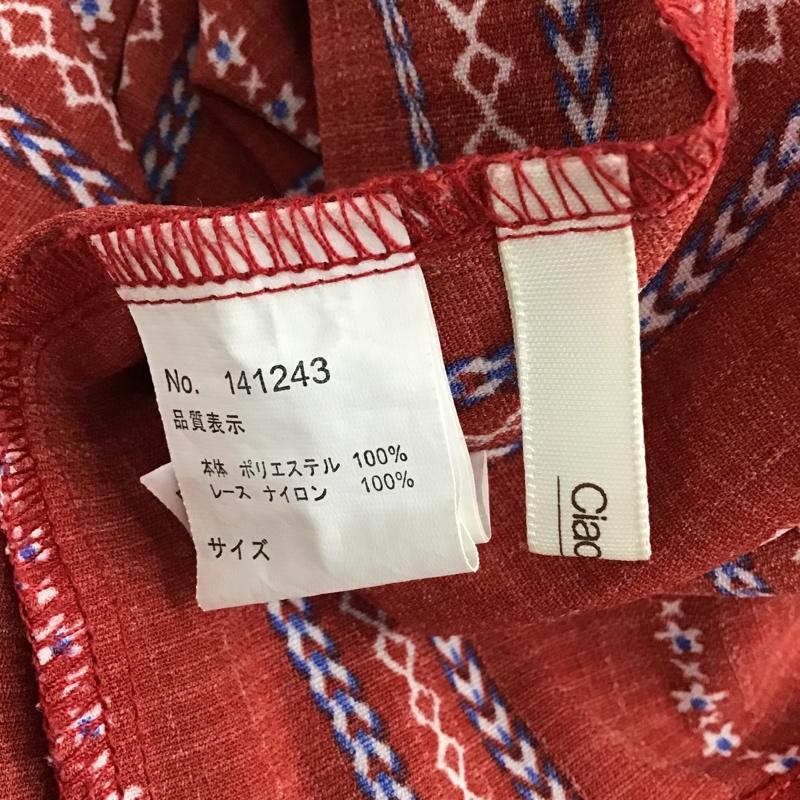 No. 141243
品質表示
本体 ポリエステル 100%
レース ナイロン 100%
サイズ
Ciao